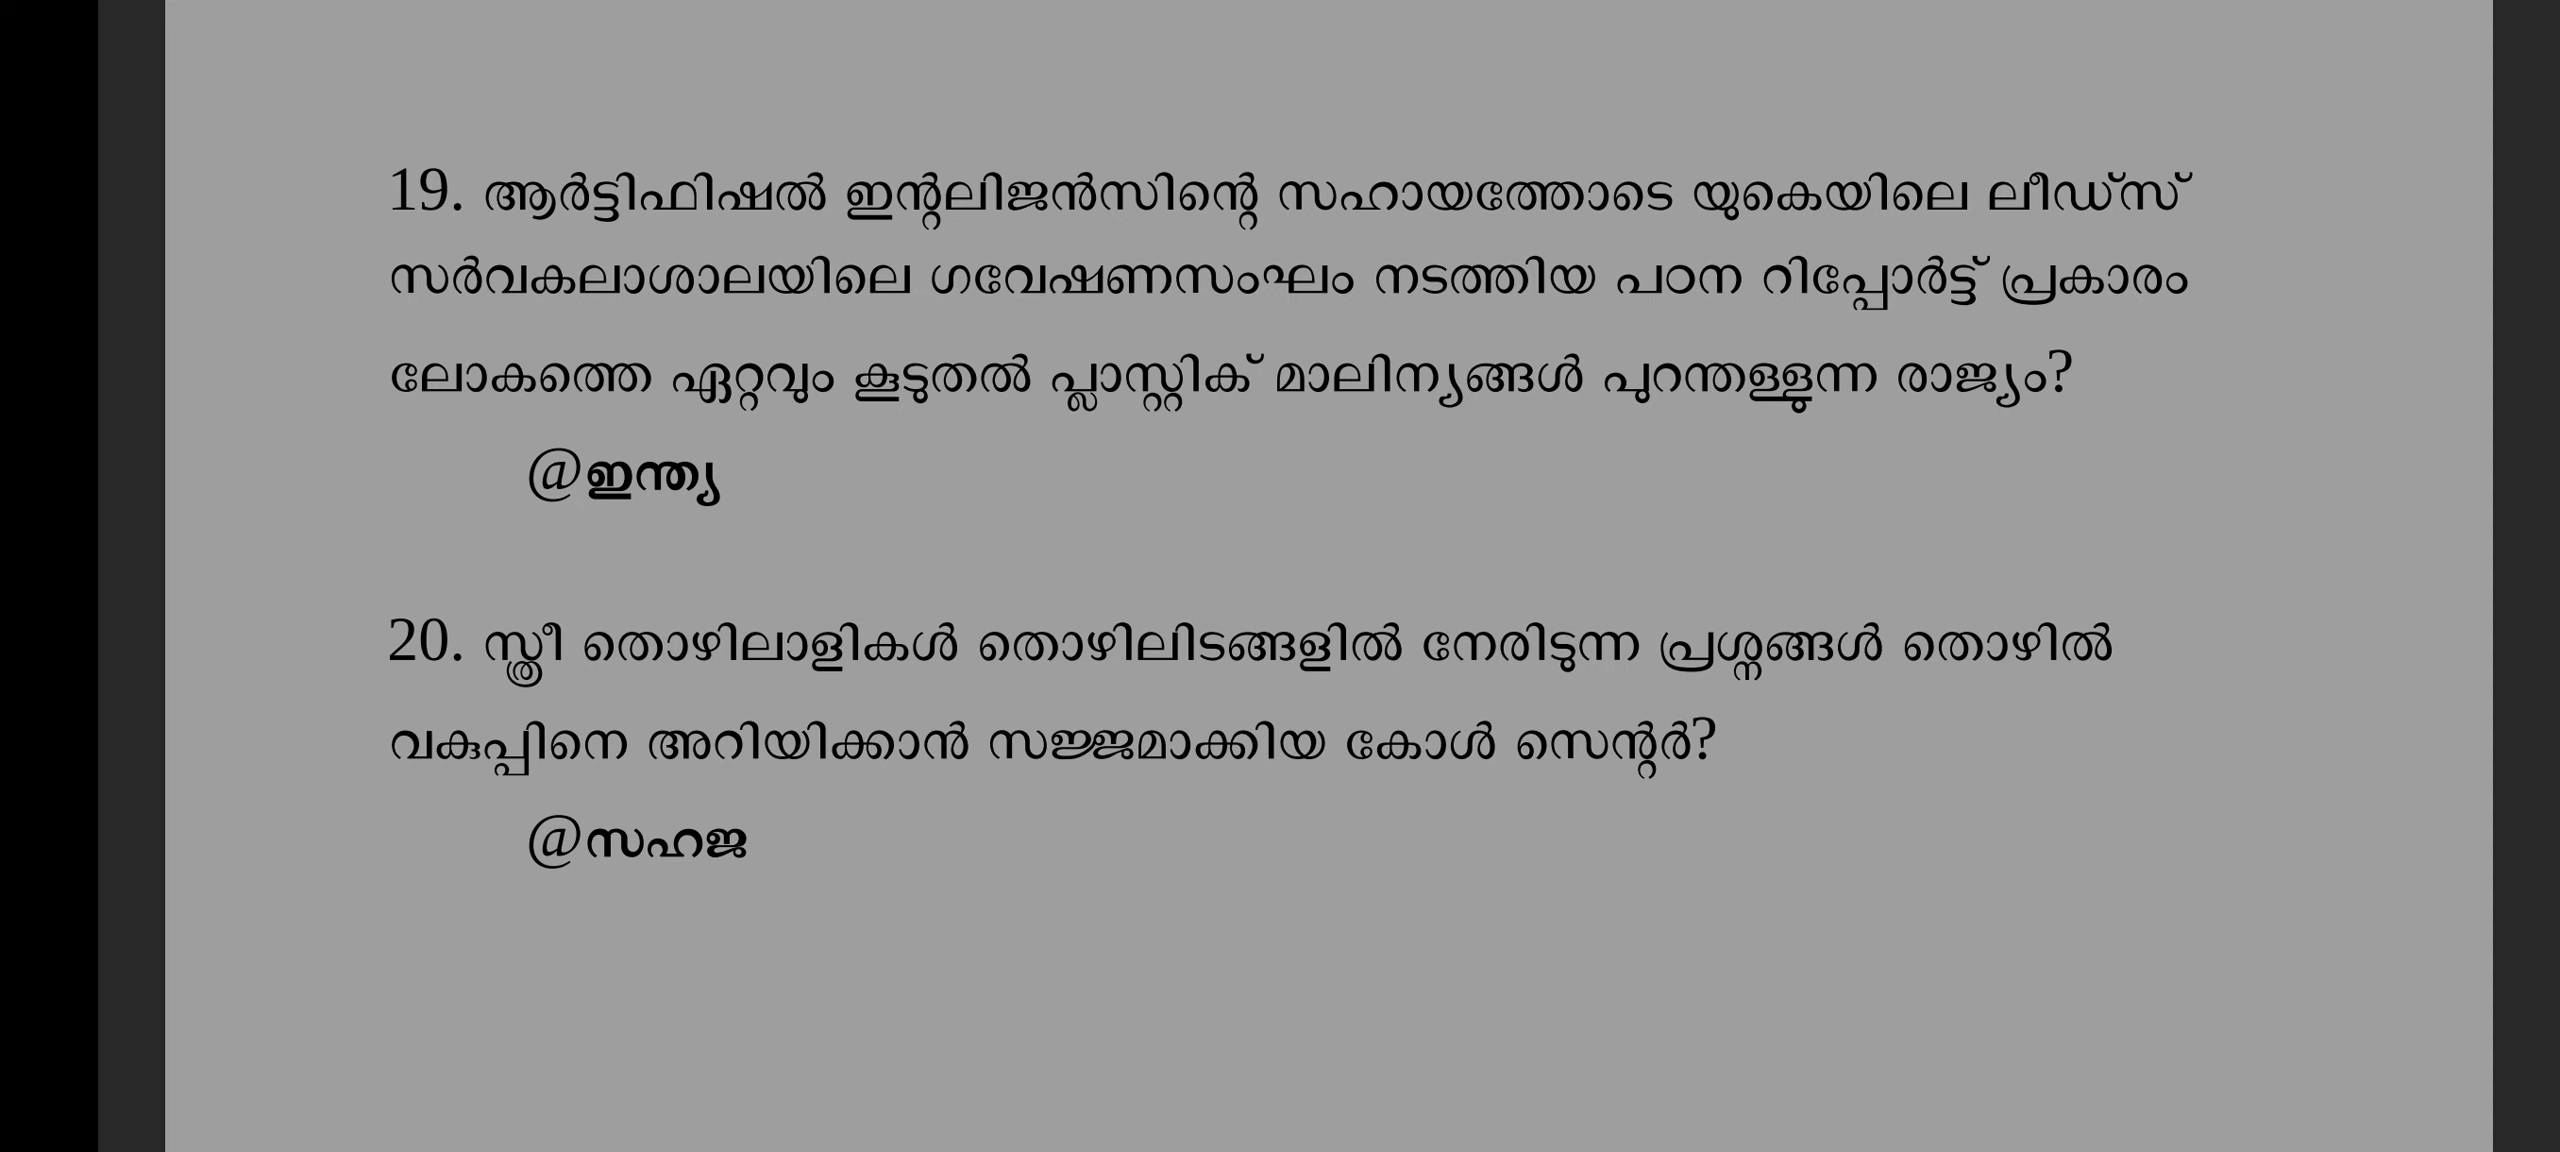 19. ആർട്ടിഫിഷൽ ഇന്റലിജൻസിന്റെ സഹായത്തോടെ യുകെയിലെ ലീഡ്സ്
സർവകലാശാലയിലെ ഗവേഷണസംഘം നടത്തിയ പഠന റിപ്പോർട്ട് പ്രകാരം
ലോകത്തെ ഏറ്റവും കൂടുതൽ പ്ലാസ്റ്റിക് മാലിന്യങ്ങൾ പുറന്തള്ളുന്ന രാജ്യം?
@ഇന്ത്യ
20. സ്ത്രീ തൊഴിലാളികൾ തൊഴിലിടങ്ങളിൽ നേരിടുന്ന പ്രശ്നങ്ങൾ തൊഴിൽ
വകുപ്പിനെ അറിയിക്കാൻ സജ്ജമാക്കിയ കോൾ സെന്റർ?
@സഹജ